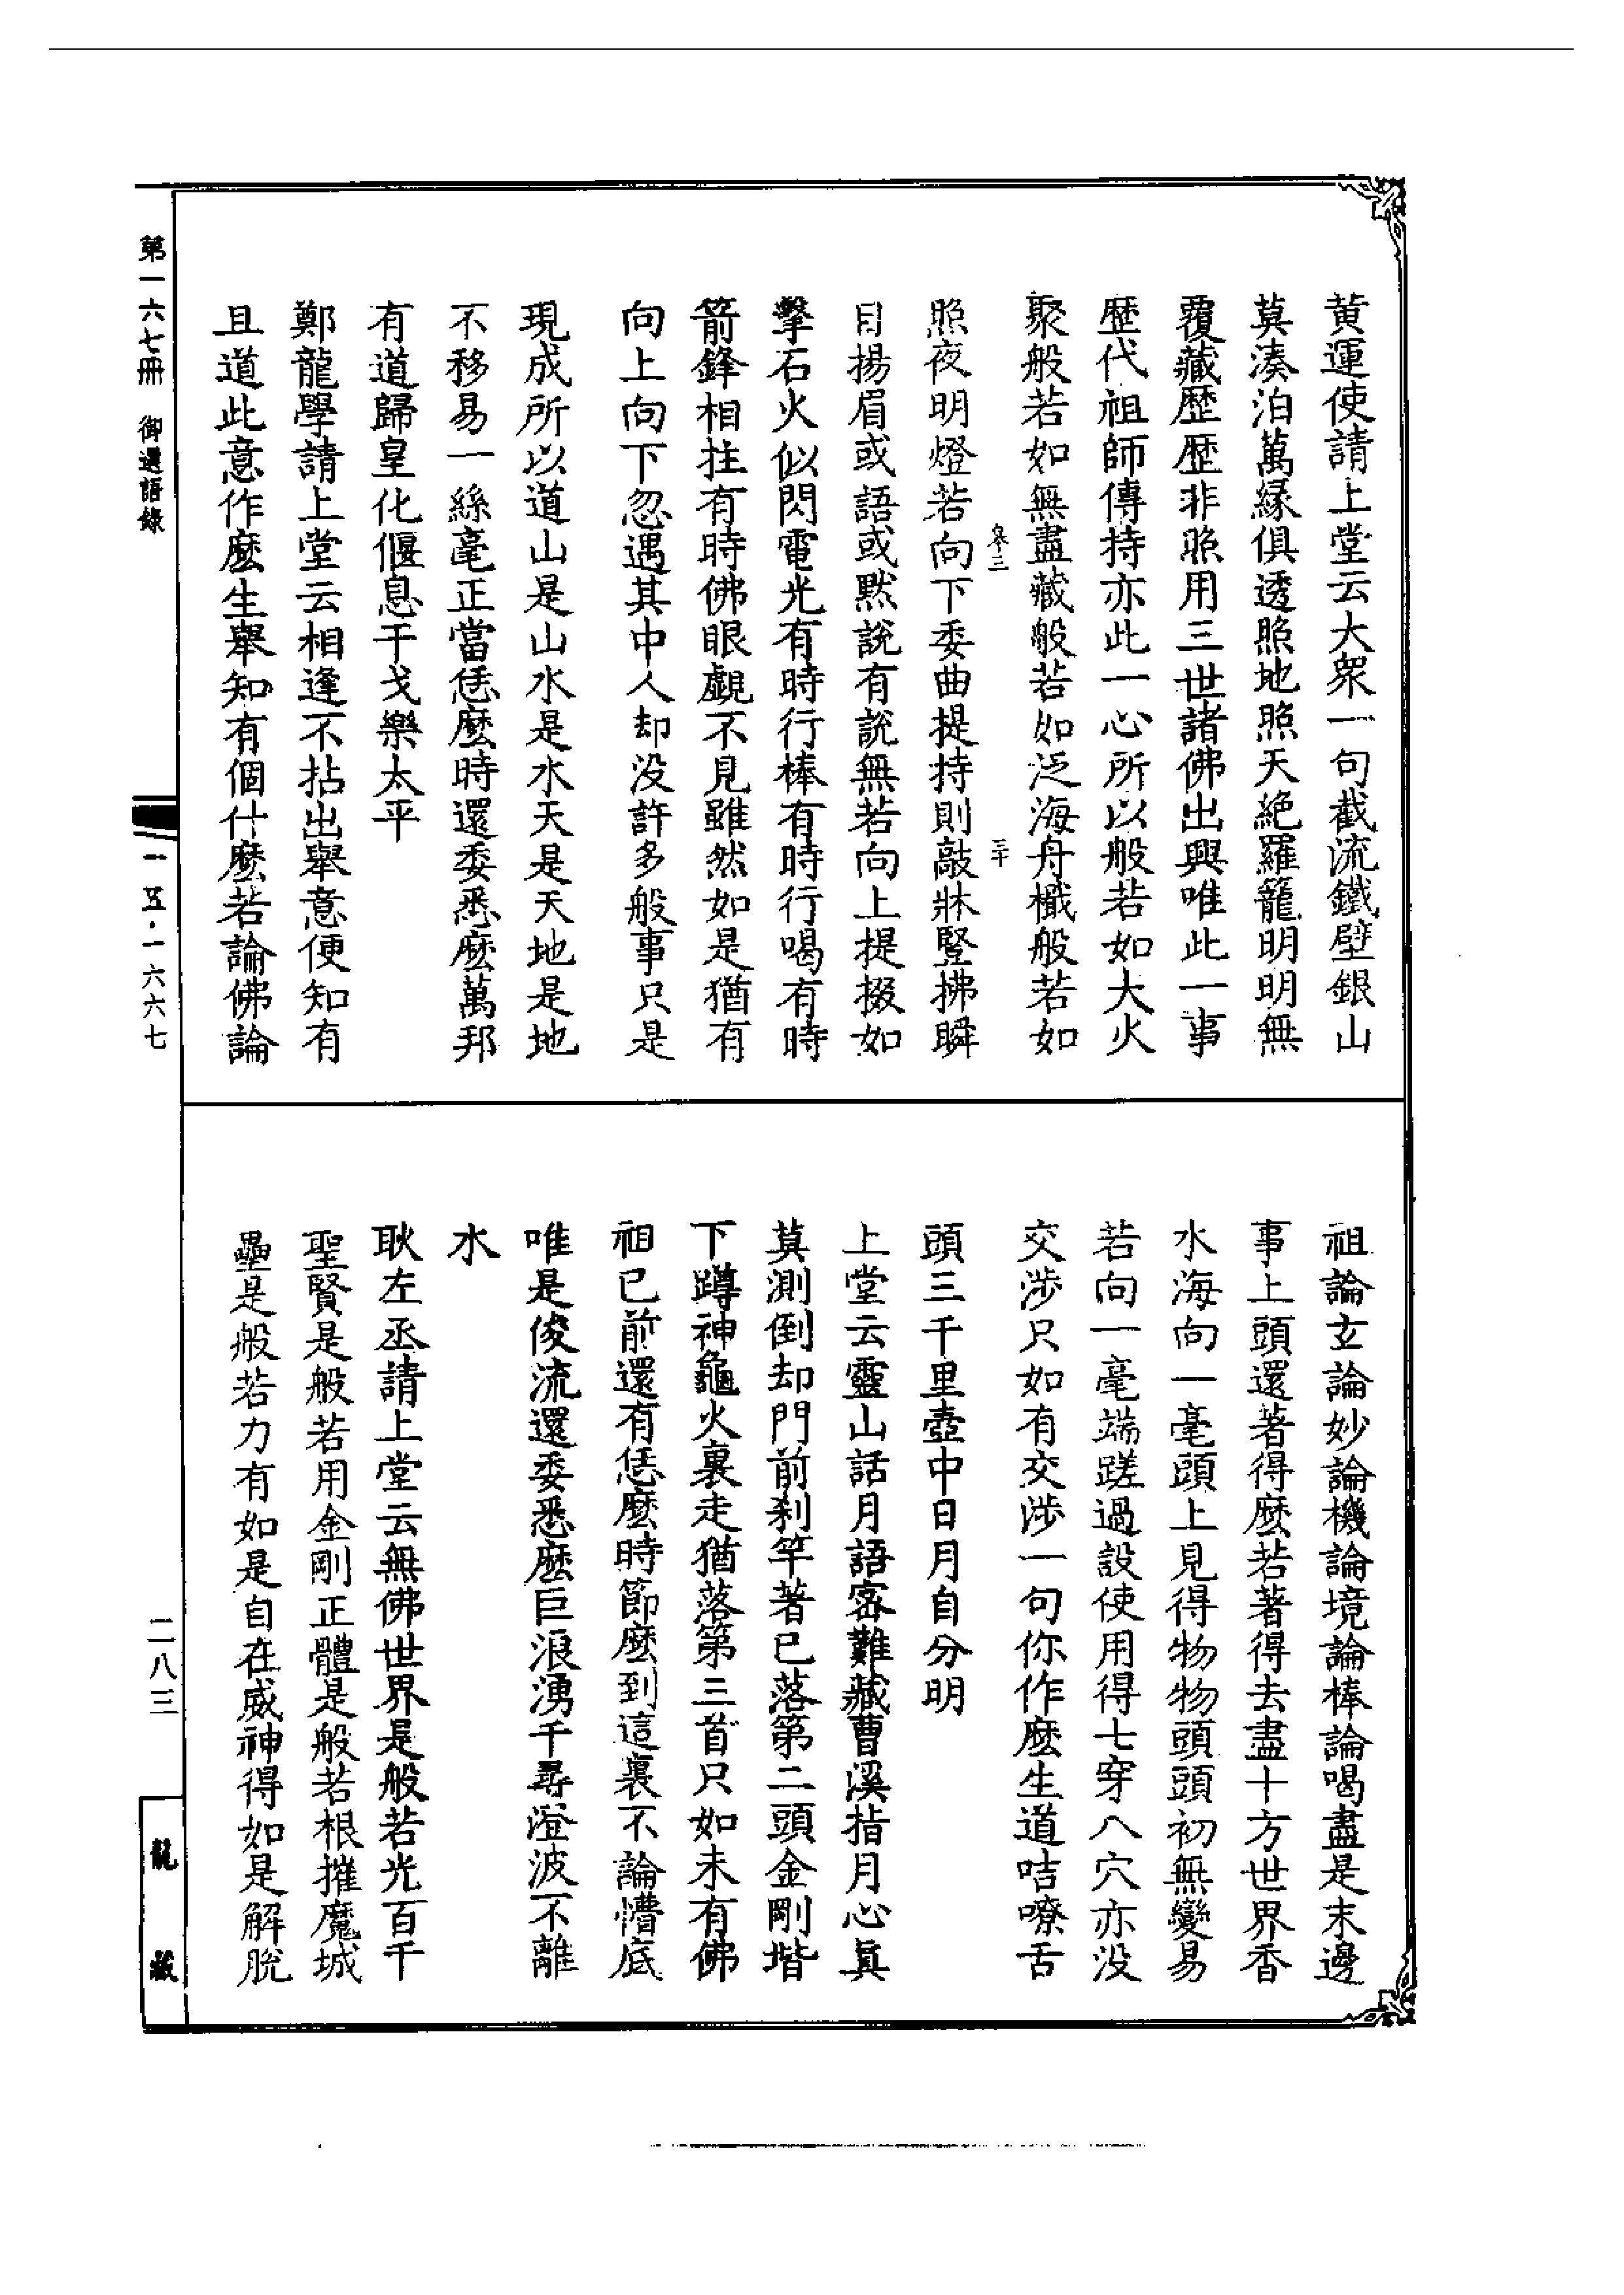 黄運使請上堂云大衆一句截流鐵壁銀山
莫湊泊萬緣俱透照地照天絶羅籠明明無
覆藏歷歷非照用三世諸佛出興唯此一事
歷代祖師傳持亦此一心所以般若如大火
聚般若如無盡藏般若如泛海舟檝般若如
照夜明燈若向下委曲提持則敲牀豎拂瞬
目揚眉或語或默說有說無若向上提掇如
擊石火似閃電光有時行棒有時行喝有時
箭鋒相拄有時佛眼覷不見雖然如是猶有
向上向下忽遇其中人却没許多般事只是
現成所以道山是山水是水天是天地是地
不移易一絲毫正當恁麽時還委悉麽萬邦
有道歸皇化偃息干戈樂太平
鄭龍學請上堂云相逢不拈出舉意便知有
且道此意作麽生舉知有個什麽若論佛論
祖論玄論妙論機論境論棒論喝盡是末邊
事上頭還著得麽若著得去盡十方世界香
水海向一毫頭上見得物物頭頭初無變易
若向一毫端蹉過設使用得七穿八穴亦没
交涉只如有交涉一句你作麽生道咭嘹舌
頭三千里壺中日月自分明
上堂云靈山話月語密難藏曹溪指月心真
莫測倒却門前刹竿著已落第二頭金剛堦
下蹲神龜火裏走猶落第三首只如未有佛
祖已前還有恁麽時節麽到這裏不論懵底
唯是俊流還委悉麽巨浪湧千尋澄波不離
水
耿左丞請上堂云無佛世界是般若光百千
聖賢是般若用金剛正體是般若根摧魔城
壘是般若力有如是自在威神得如是解脫
第一六七冊　御選語錄
一五·一六六七
二八三
龍藏